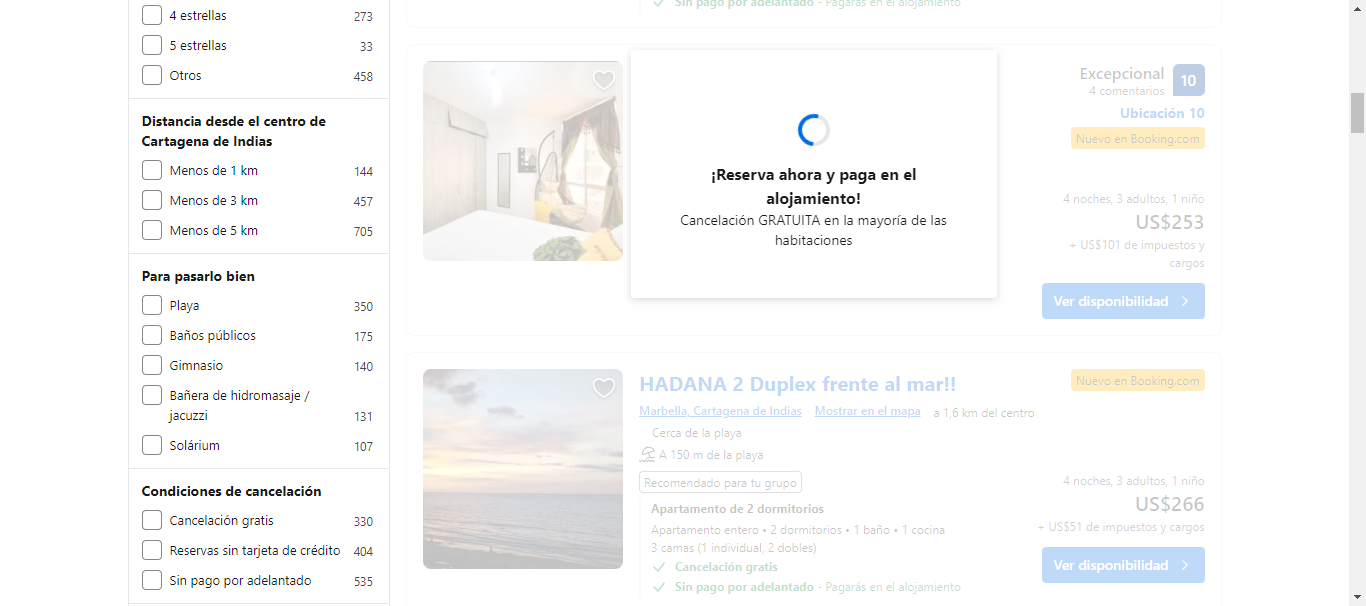 4 estrellas 273
5 estrellas 33
Otros 458
Distancia desde el centro de
Cartagena de Indias
Menos de 1 km 144
Menos de 3 km 457
Menos de 5 km 705
Para pasarlo bien
Playa 350
Baños públicos 175
Gimnasio 140
Bañera de hidromasaje /
jacuzzi 131
Solárium 107
Condiciones de cancelación
Cancelación gratis 330
Reservas sin tarjeta de crédito 404
Sin pago por adelantado 535
Sin pago por adelantado - Pagarás en el alojamiento
¡Reserva ahora y paga en el
alojamiento!
Cancelación GRATUITA en la mayoría de las
habitaciones
Excepcional 10
4 comentarios
Ubicación 10
Nuevo en Booking.com
4 noches, 3 adultos, 1 niño
US$253
+ US$101 de impuestos y
cargos
Ver disponibilidad
HADANA 2 Duplex frente al mar!!
Marbella, Cartagena de Indias Mostrar en el mapa a 1,6 km del centro
Cerca de la playa
A 150 m de la playa
Recomendado para tu grupo
Apartamento de 2 dormitorios
Apartamento entero • 2 dormitorios • 1 baño • 1 cocina
3 camas (1 individual, 2 dobles)
Cancelación gratis
Sin pago por adelantado - Pagarás en el alojamiento
Nuevo en Booking.com
4 noches, 3 adultos, 1 niño
US$266
+ US$51 de impuestos y cargos
Ver disponibilidad